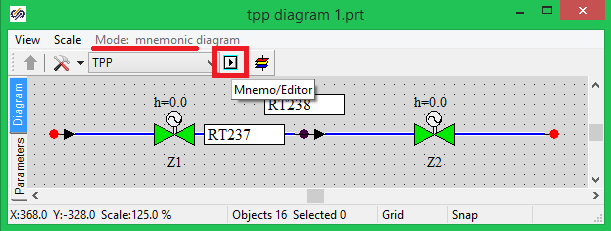 tpp diagram 1.prt
View Scale Mode: mnemonic diagram
TPP
Mnemo/Editor
Diagram
Parameters
h=0.0 RT238 h=0.0
RT237
Z1 Z2
X:368.0 Y:-328.0 Scale:125.0 % Objects 16 Selected 0 Grid Snap